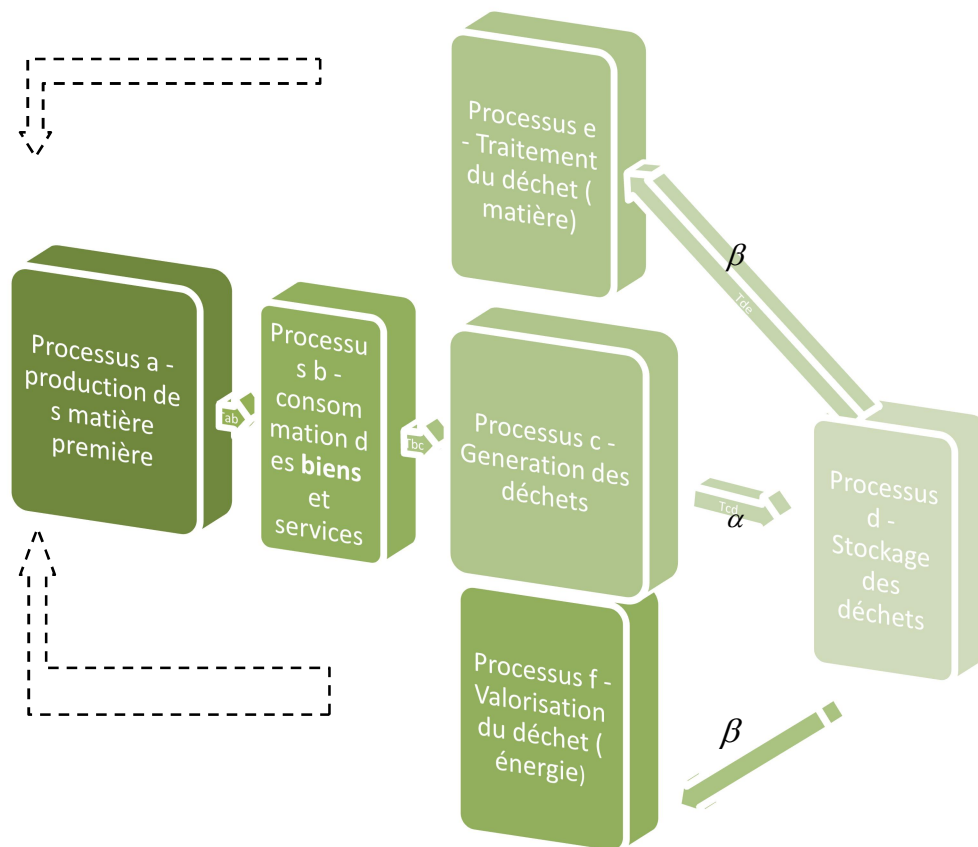 Processus e
- Traitement
du déchet (
matière)
β
Tde
Processus a -
production de
s matière
première
Tab
Processu
s b -
consom
mation d
es biens
et
services
Tbc
Processus c -
Generation des
déchets
Tcd
α
Processus
d -
Stockage
des
déchets
Processus f -
Valorisation
du déchet (
énergie)
β